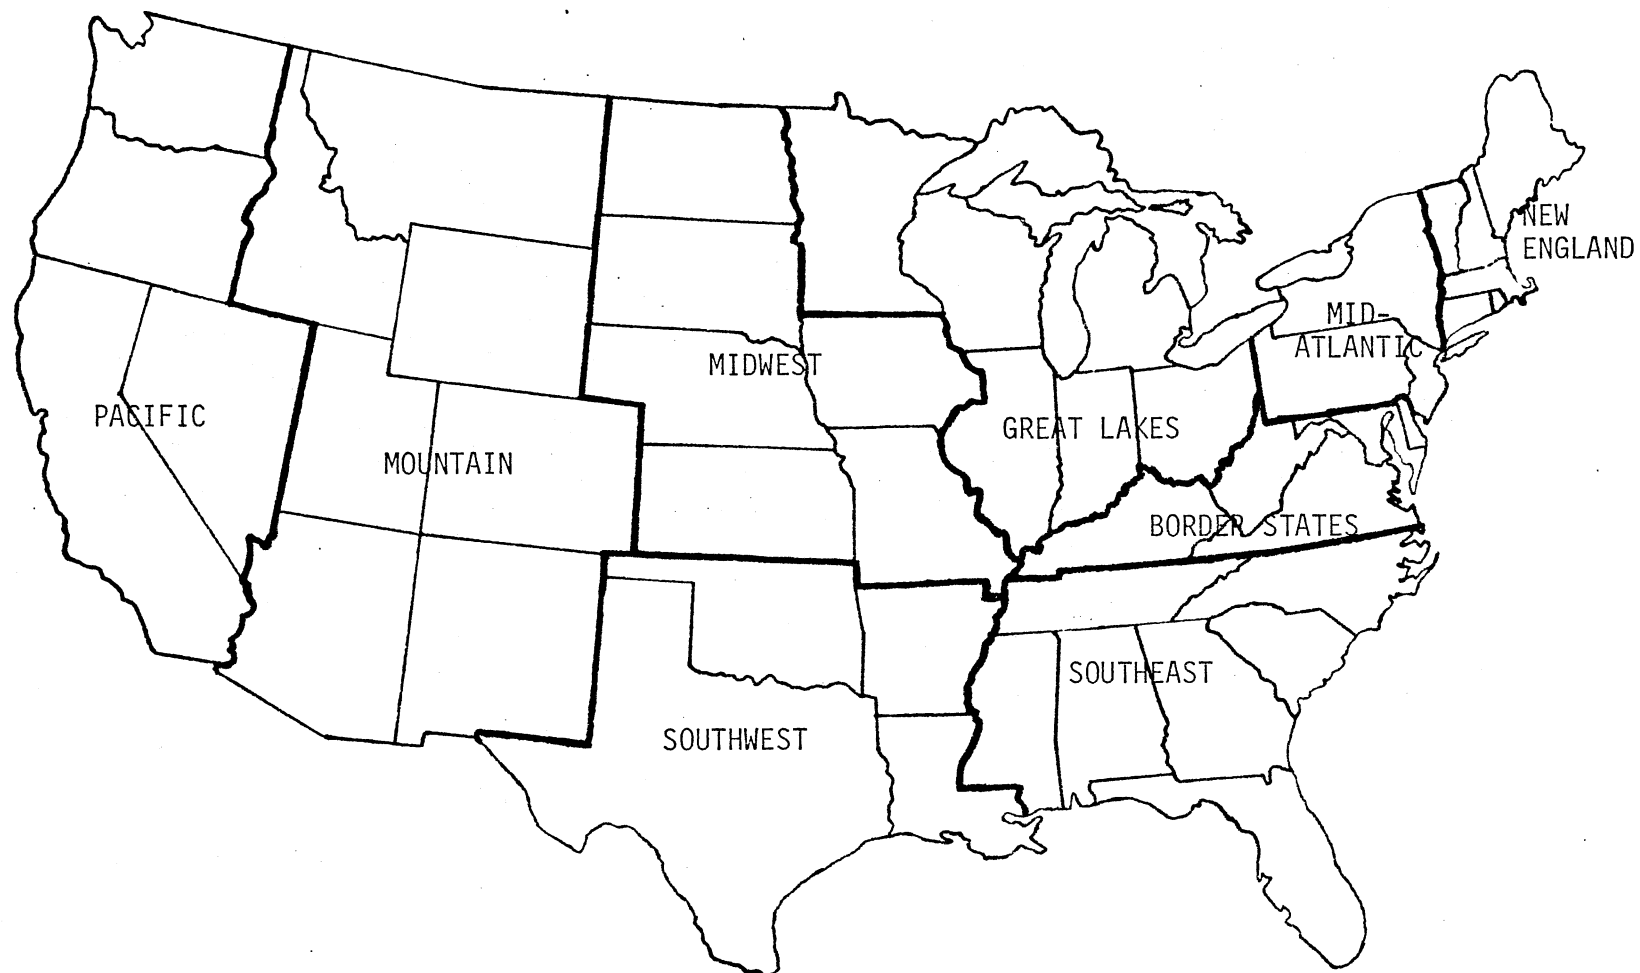 NEW
ENGLAND
MID-
ATLANTIC
MIDWEST
PACIFIC
GREAT LAKES
MOUNTAIN
BORDER STATES
SOUTHEAST
SOUTHWEST